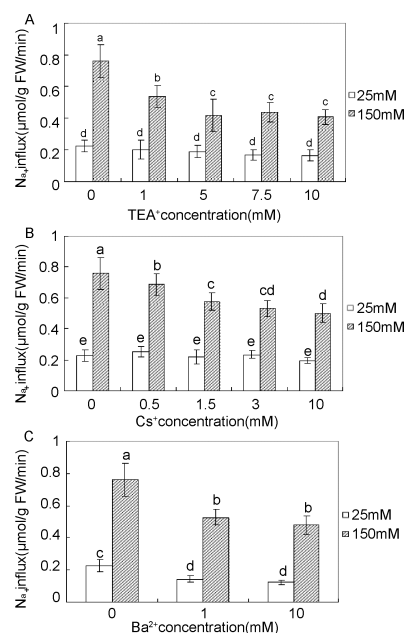 A
1
a
0.8
b
c
c
c
25mM
150mM
0.6
0.4
d
d
d
d
d
0.2
0
0
1
5
7.5
10
TEA⁺concentration(mM)
Na₊influx(μmol/g FW/min)
B
1
a
0.8
b
c
cd
d
25mM
150mM
0.6
0.4
e
e
e
e
e
0.2
0
0
0.5
1.5
3
10
Cs⁺concentration(mM)
Na₊influx(μmol/g FW/min)
C
1
a
0.8
b
b
25mM
150mM
0.6
0.4
c
d
d
0.2
0
0
1
10
Ba²⁺concentration(mM)
Na₊influx(μmol/g FW/min)